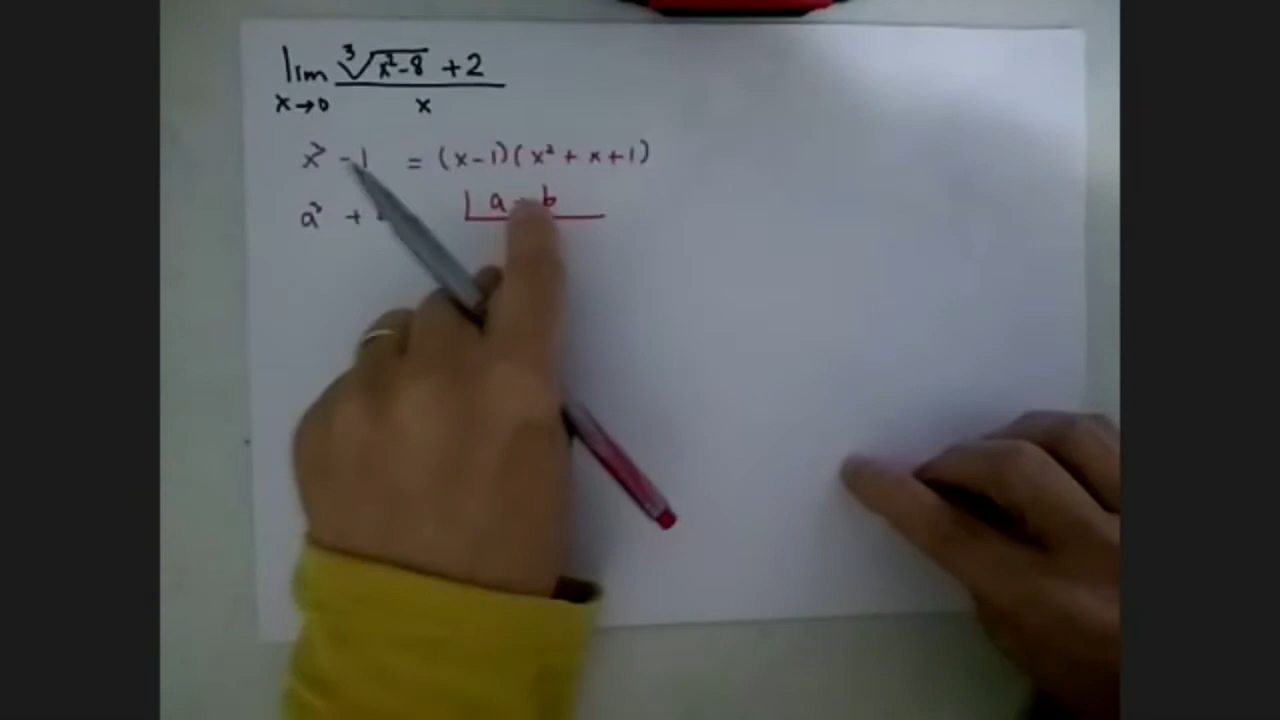 lim ∛(x²-8) +2
x→0 x
x³ -1 = (x-1)(x² + x+1)
a³ + a b